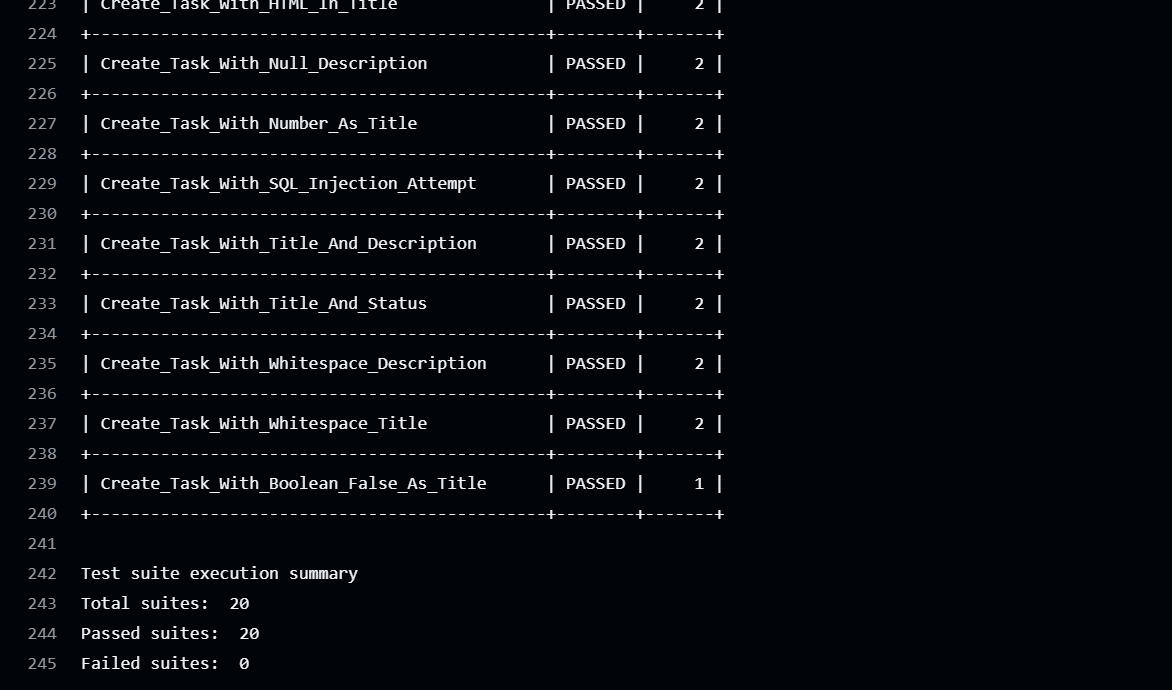 223 | Create_Task_With_HTML_In_Title               | PASSED |     2 |
224 +----------------------------------------------+--------+-------+
225 | Create_Task_With_Null_Description            | PASSED |     2 |
226 +----------------------------------------------+--------+-------+
227 | Create_Task_With_Number_As_Title             | PASSED |     2 |
228 +----------------------------------------------+--------+-------+
229 | Create_Task_With_SQL_Injection_Attempt       | PASSED |     2 |
230 +----------------------------------------------+--------+-------+
231 | Create_Task_With_Title_And_Description       | PASSED |     2 |
232 +----------------------------------------------+--------+-------+
233 | Create_Task_With_Title_And_Status            | PASSED |     2 |
234 +----------------------------------------------+--------+-------+
235 | Create_Task_With_Whitespace_Description      | PASSED |     2 |
236 +----------------------------------------------+--------+-------+
237 | Create_Task_With_Whitespace_Title            | PASSED |     2 |
238 +----------------------------------------------+--------+-------+
239 | Create_Task_With_Boolean_False_As_Title      | PASSED |     1 |
240 +----------------------------------------------+--------+-------+
241
242 Test suite execution summary
243 Total suites:  20
244 Passed suites:  20
245 Failed suites:  0